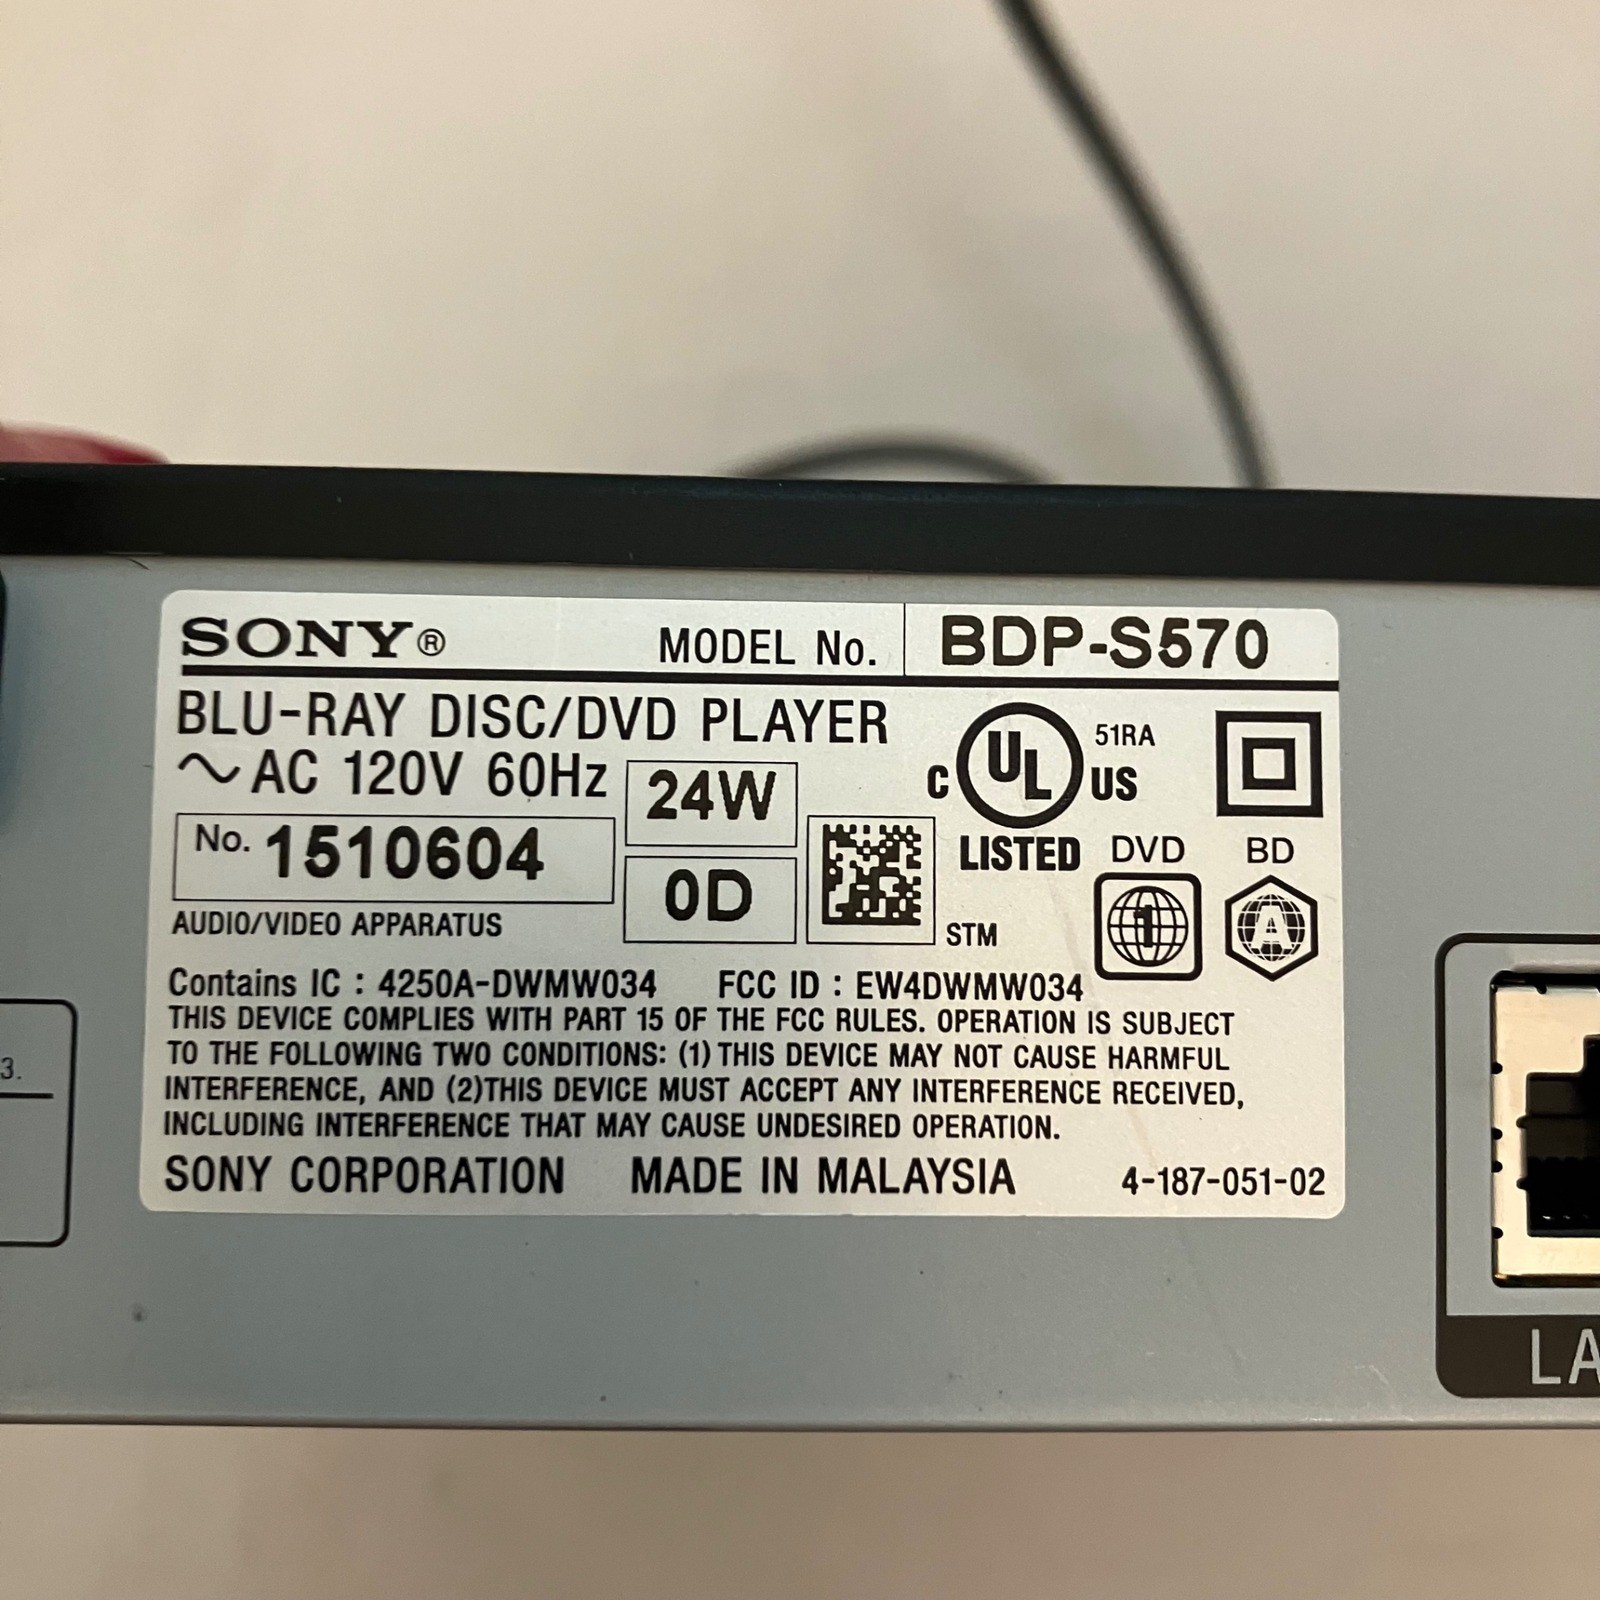 SONY® MODEL No. BDP-S570
BLU-RAY DISC/DVD PLAYER
~ AC 120V 60Hz 24W
C UL US 51RA
LISTED
No. 1510604
0D
DVD
1
BD
A
AUDIO/VIDEO APPARATUS
STM
Contains IC : 4250A-DWMW034 FCC ID : EW4DWMW034
THIS DEVICE COMPLIES WITH PART 15 OF THE FCC RULES. OPERATION IS SUBJECT
TO THE FOLLOWING TWO CONDITIONS: (1) THIS DEVICE MAY NOT CAUSE HARMFUL
INTERFERENCE, AND (2)THIS DEVICE MUST ACCEPT ANY INTERFERENCE RECEIVED,
INCLUDING INTERFERENCE THAT MAY CAUSE UNDESIRED OPERATION.
SONY CORPORATION MADE IN MALAYSIA 4-187-051-02
3.
LA